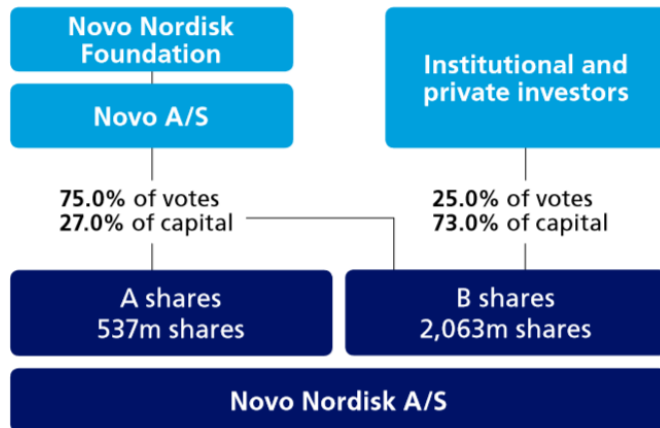 Novo Nordisk
Foundation
Novo A/S
Institutional and
private investors
75.0% of votes
27.0% of capital
25.0% of votes
73.0% of capital
A shares
537m shares
B shares
2,063m shares
Novo Nordisk A/S